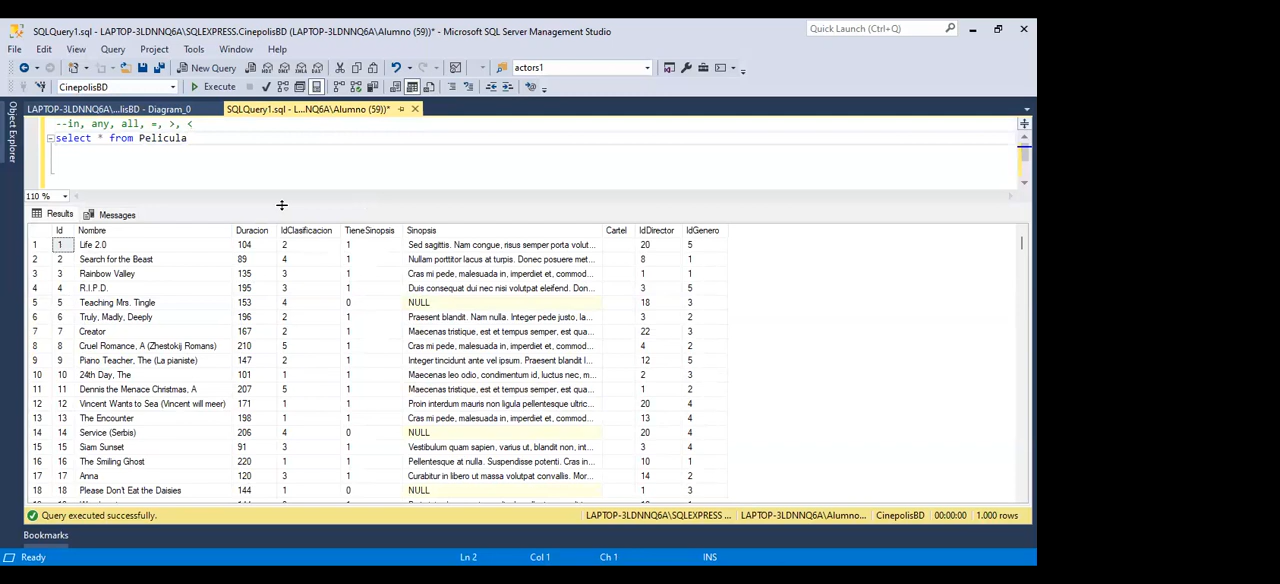 SQLQuery1.sql - LAPTOP-3LDNNQ6A\SQLEXPRESS.CinepolisBD (LAPTOP-3LDNNQ6A\Alumno (59))* - Microsoft SQL Server Management Studio
Quick Launch (Ctrl+Q)
File Edit View Query Project Tools Window Help
New Query actors1
CinepolisBD Execute
Object Explorer
LAPTOP-3LDNNQ6A...lisBD - Diagram_0 SQLQuery1.sql - L...NQ6A\Alumno (59))*
--in, any, all, =, >, <
select * from Pelicula
110 %
Results Messages
Id Nombre Duracion IdClasificacion TieneSinopsis Sinopsis Cartel IdDirector IdGenero
1 1 Life 2.0 104 2 1 Sed sagittis. Nam congue, risus semper porta volut... 20 5
2 2 Search for the Beast 89 4 1 Nullam porttitor lacus at turpis. Donec posuere met... 8 1
3 3 Rainbow Valley 135 3 1 Cras mi pede, malesuada in, imperdiet et, commod... 1 1
4 4 R.I.P.D. 195 3 1 Duis consequat dui nec nisi volutpat eleifend. Don... 3 5
5 5 Teaching Mrs. Tingle 153 4 0 NULL 18 3
6 6 Truly, Madly, Deeply 196 2 1 Praesent blandit. Nam nulla. Integer pede justo, la... 3 2
7 7 Creator 167 2 1 Maecenas tristique, est et tempus semper, est qua... 22 3
8 8 Cruel Romance, A (Zhestokij Romans) 210 5 1 Cras mi pede, malesuada in, imperdiet et, commod... 4 2
9 9 Piano Teacher, The (La pianiste) 147 2 1 Integer tincidunt ante vel ipsum. Praesent blandit l... 12 5
10 10 24th Day, The 101 1 1 Maecenas leo odio, condimentum id, luctus nec, m... 2 3
11 11 Dennis the Menace Christmas, A 207 5 1 Maecenas tristique, est et tempus semper, est qua... 1 2
12 12 Vincent Wants to Sea (Vincent will meer) 171 1 1 Proin interdum mauris non ligula pellentesque ultric... 20 4
13 13 The Encounter 198 1 1 Cras mi pede, malesuada in, imperdiet et, commod... 13 4
14 14 Service (Serbis) 206 4 0 NULL 20 4
15 15 Siam Sunset 91 3 1 Vestibulum quam sapien, varius ut, blandit non, int... 3 4
16 16 The Smiling Ghost 220 1 1 Pellentesque at nulla. Suspendisse potenti. Cras in... 10 1
17 17 Anna 120 3 1 Curabitur in libero ut massa volutpat convallis. Mor... 14 2
18 18 Please Don't Eat the Daisies 144 1 0 NULL 1 3
Query executed successfully. LAPTOP-3LDNNQ6A\SQLEXPRESS ... LAPTOP-3LDNNQ6A\Alumno... CinepolisBD 00:00:00 1.000 rows
Bookmarks
Ready Ln 2 Col 1 Ch 1 INS